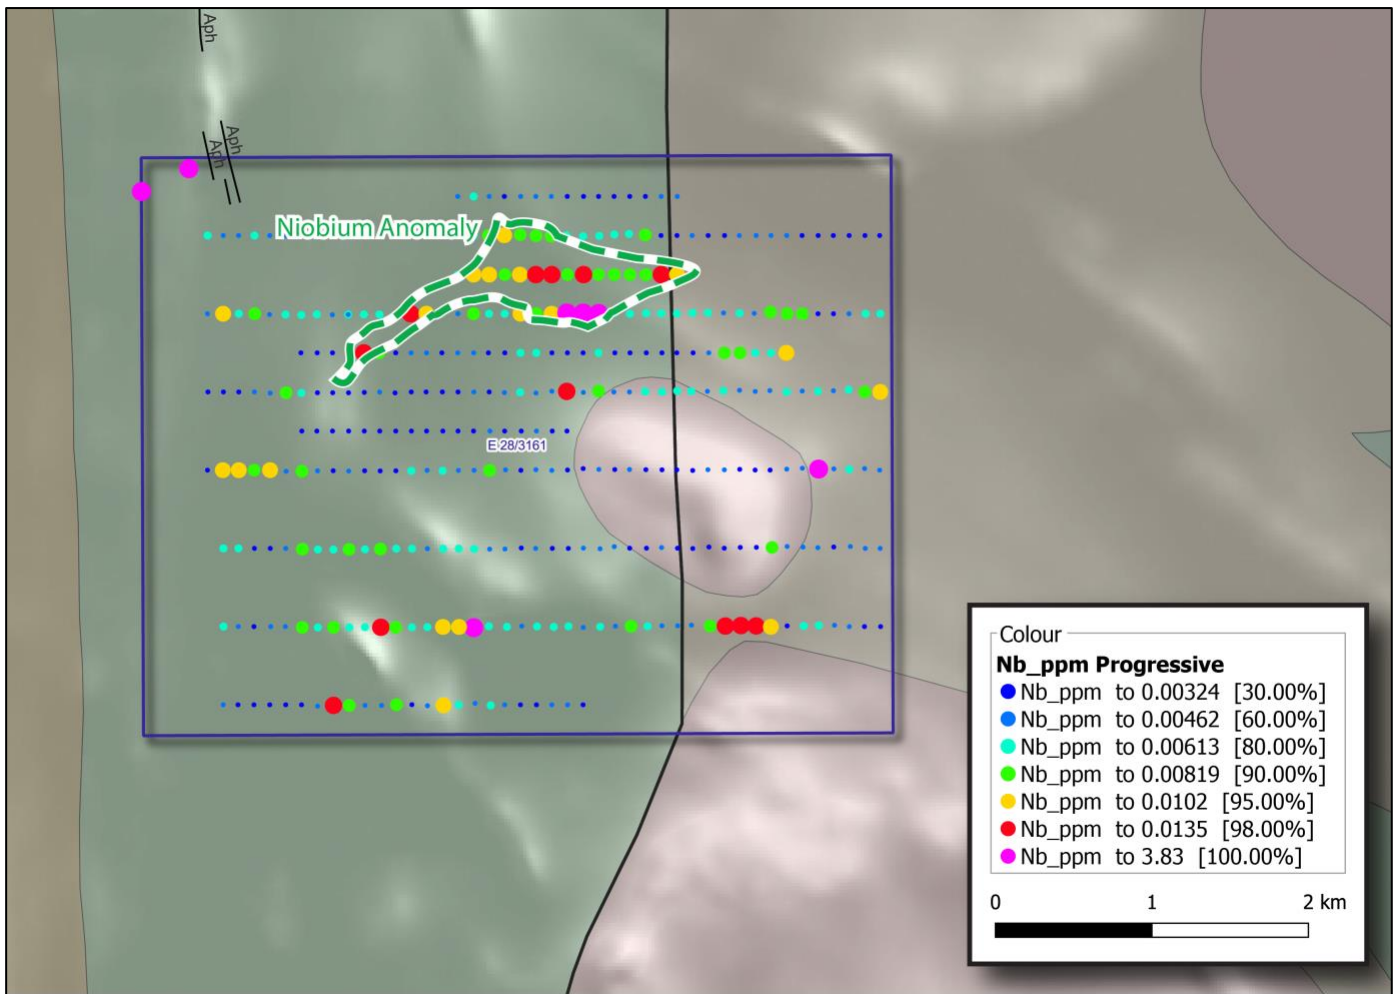 Aph
Aph
Aph
Niobium Anomaly
E 28/3161
Colour
Nb_ppm Progressive
Nb_ppm to 0.00324 [30.00%]
Nb_ppm to 0.00462 [60.00%]
Nb_ppm to 0.00613 [80.00%]
Nb_ppm to 0.00819 [90.00%]
Nb_ppm to 0.0102 [95.00%]
Nb_ppm to 0.0135 [98.00%]
Nb_ppm to 3.83 [100.00%]
0 1 2 km